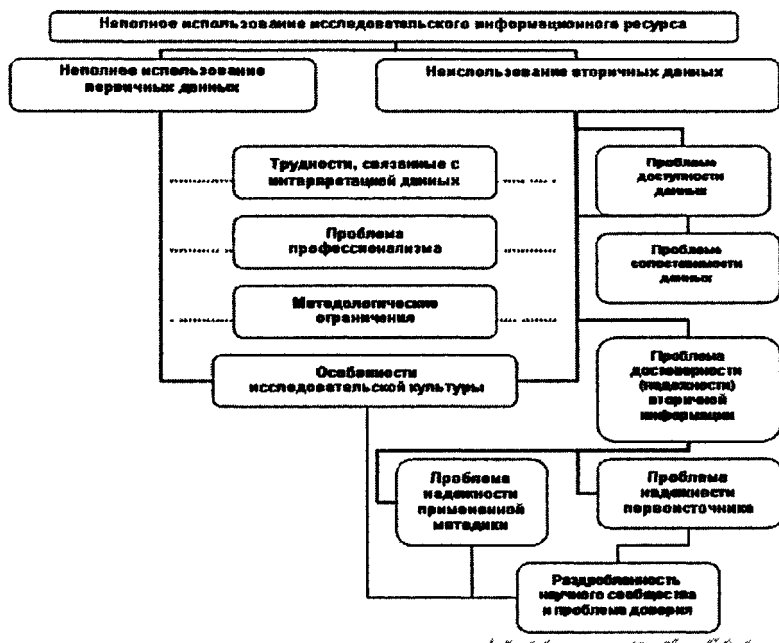 Неполное использование исследовательского информационного ресурса
Неполное использование
первичных данных
Неиспользование вторичных данных
Трудности, связанные с
интерпретацией данных
Проблема
доступности
данных
Проблема
профессионализма
Проблема
сопоставимости
данных
Методологические
ограничения
Особенности
исследовательской культуры
Проблема
достоверности
(надежности)
вторичной
информации
Проблема
надежности
примененной
методики
Проблема
надежности
первоисточника
Раздробленность
научного сообщества
и проблема доверия